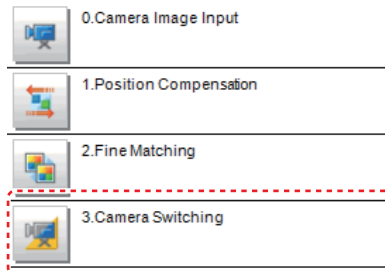 0.Camera Image Input
1.Position Compensation
2.Fine Matching
3.Camera Switching